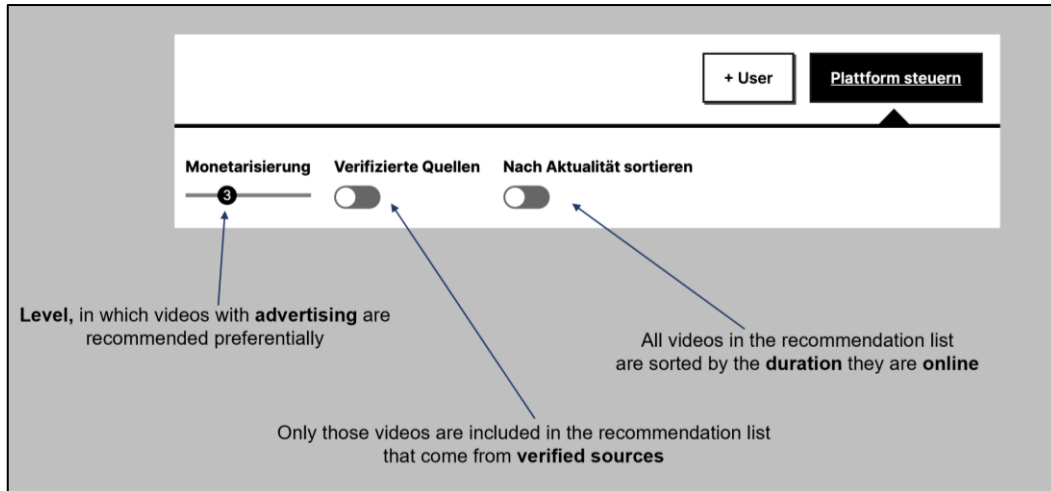 + User
Plattform steuern
Monetarisierung
Verifizierte Quellen
Nach Aktualität sortieren
3
Level, in which videos with advertising are
recommended preferentially
All videos in the recommendation list
are sorted by the duration they are online
Only those videos are included in the recommendation list
that come from verified sources